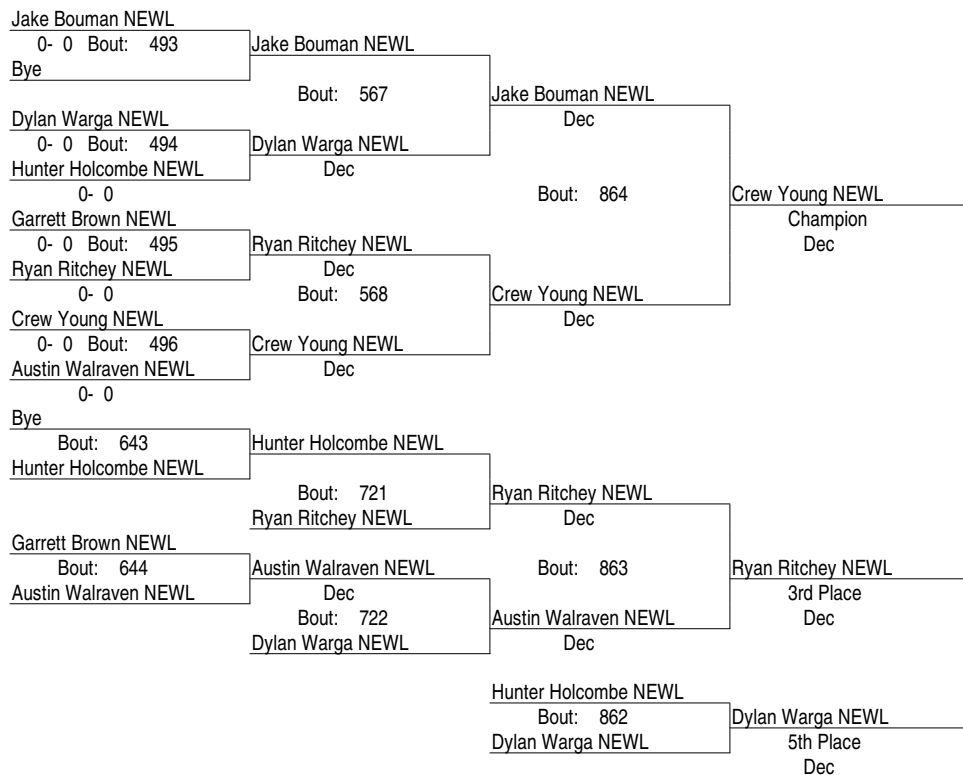 Jake Bouman NEWL
0- 0 Bout: 493
Jake Bouman NEWL
Bye
Bout: 567
Jake Bouman NEWL
Dylan Warga NEWL
Dec
0- 0 Bout: 494
Dylan Warga NEWL
Hunter Holcombe NEWL
Dec
0- 0
Bout: 864
Crew Young NEWL
Garrett Brown NEWL
Champion
0- 0 Bout: 495
Ryan Ritchey NEWL
Dec
Ryan Ritchey NEWL
Dec
0- 0
Bout: 568
Crew Young NEWL
Crew Young NEWL
Dec
0- 0 Bout: 496
Crew Young NEWL
Austin Walraven NEWL
Dec
0- 0
Bye
Bout: 643
Hunter Holcombe NEWL
Hunter Holcombe NEWL
Bout: 721
Ryan Ritchey NEWL
Ryan Ritchey NEWL
Dec
Garrett Brown NEWL
Bout: 644
Austin Walraven NEWL
Bout: 863
Ryan Ritchey NEWL
Austin Walraven NEWL
Dec
3rd Place
Bout: 722
Austin Walraven NEWL
Dec
Dylan Warga NEWL
Dec
Hunter Holcombe NEWL
Bout: 862
Dylan Warga NEWL
Dylan Warga NEWL
5th Place
Dec